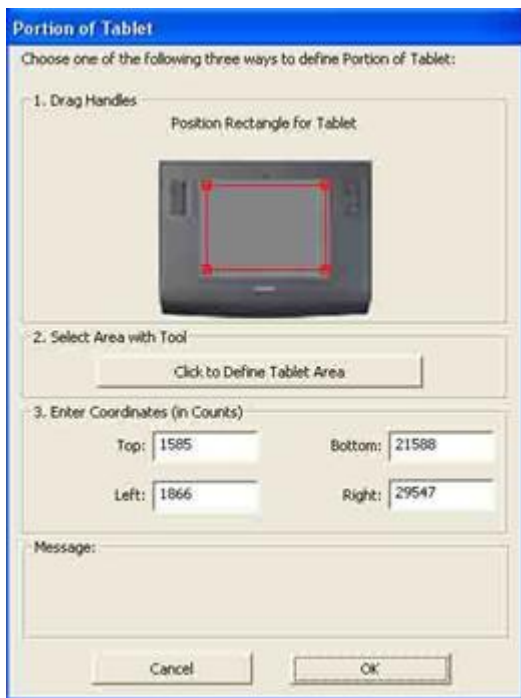 Portion of Tablet
Choose one of the following three ways to define Portion of Tablet:
1. Drag Handles
Position Rectangle for Tablet
2. Select Area with Tool
Click to Define Tablet Area
3. Enter Coordinates (in Counts)
Top: 1585 Bottom: 21588
Left: 1866 Right: 29547
Message:
Cancel OK